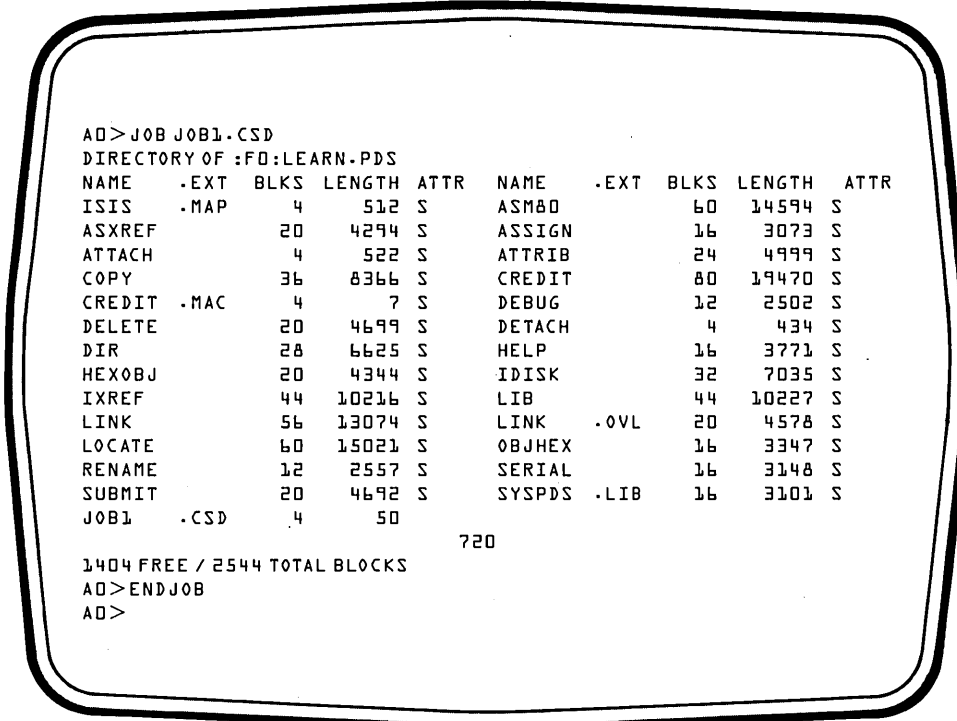 A0>JOB JOB1.CSD
DIRECTORY OF :F0:LEARN.PDS
NAME .EXT BLKS LENGTH ATTR NAME .EXT BLKS LENGTH ATTR
ISIS .MAP 4 512 S ASM80 60 14594 S
ASXREF 20 4294 S ASSIGN 16 3073 S
ATTACH 4 522 S ATTRIB 24 4999 S
COPY 36 8366 S CREDIT 80 19470 S
CREDIT .MAC 4 7 S DEBUG 12 2502 S
DELETE 20 4699 S DETACH 4 434 S
DIR 28 6625 S HELP 16 3771 S
HEXOBJ 20 4344 S IDISK 32 7035 S
IXREF 44 10216 S LIB 44 10227 S
LINK 56 13074 S LINK .OVL 20 4578 S
LOCATE 60 15021 S OBJHEX 16 3347 S
RENAME 12 2557 S SERIAL 16 3148 S
SUBMIT 20 4692 S SYSPDS .LIB 16 3101 S
JOB1 .CSD 4 50
720
1404 FREE / 2544 TOTAL BLOCKS
A0>ENDJOB
A0>